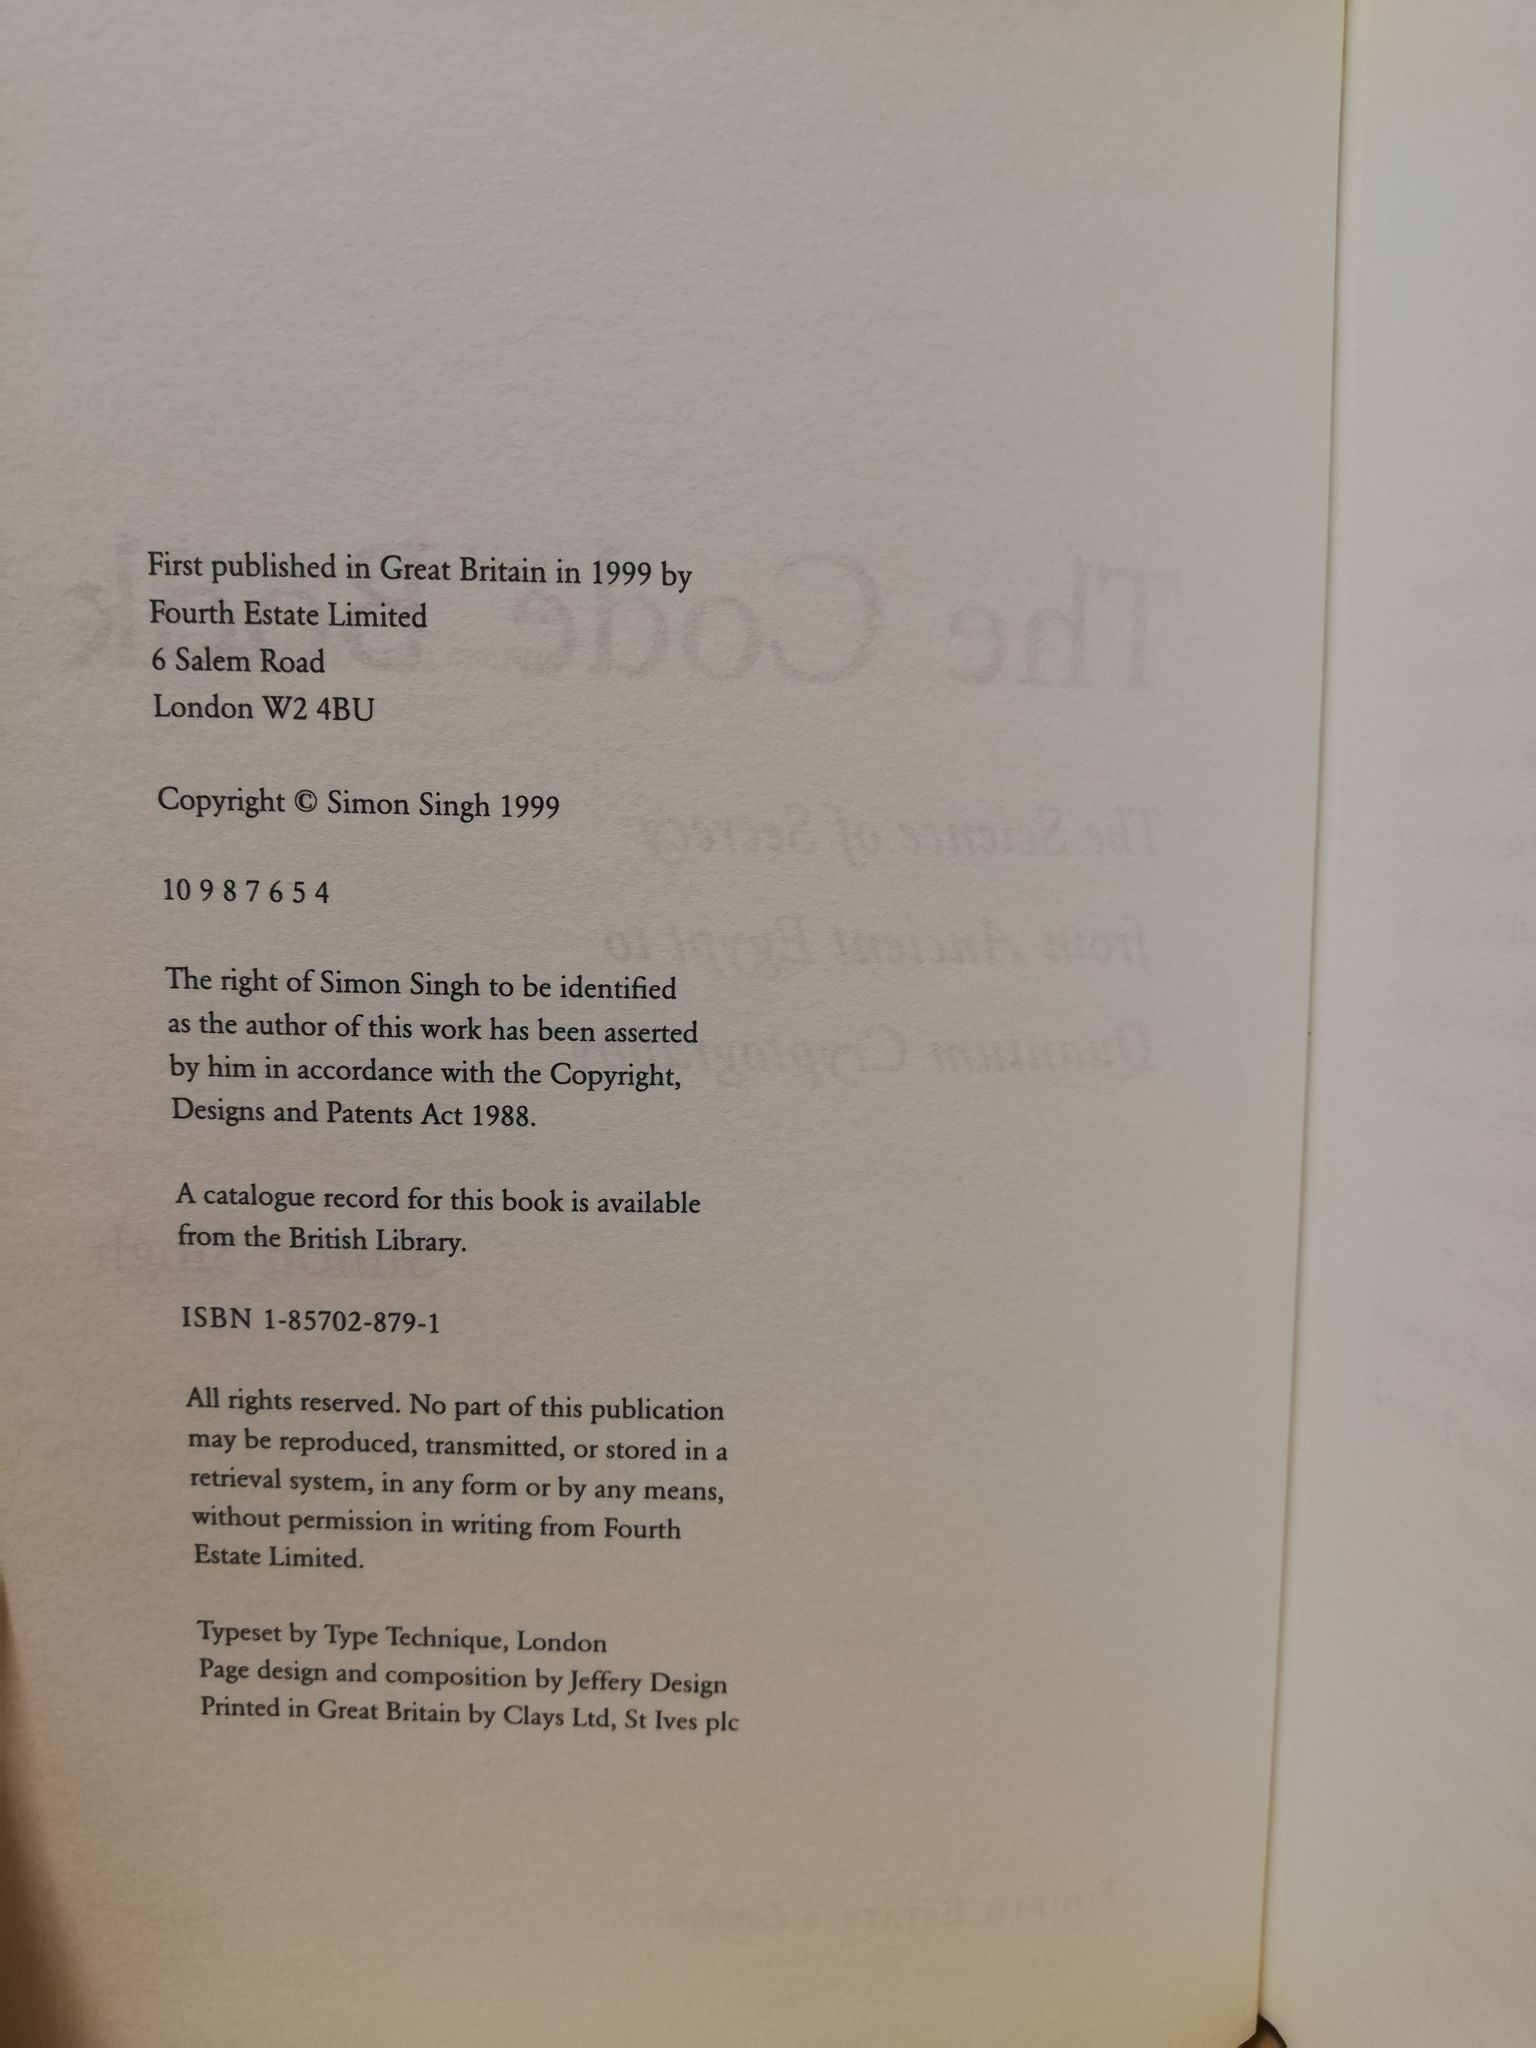 First published in Great Britain in 1999 by
Fourth Estate Limited
6 Salem Road
London W2 4BU
Copyright © Simon Singh 1999
10 9 8 7 6 5 4
The right of Simon Singh to be identified
as the author of this work has been asserted
by him in accordance with the Copyright,
Designs and Patents Act 1988.
A catalogue record for this book is available
from the British Library.
ISBN 1-85702-879-1
All rights reserved. No part of this publication
may be reproduced, transmitted, or stored in a
retrieval system, in any form or by any means,
without permission in writing from Fourth
Estate Limited.
Typeset by Type Technique, London
Page design and composition by Jeffery Design
Printed in Great Britain by Clays Ltd, St Ives plc